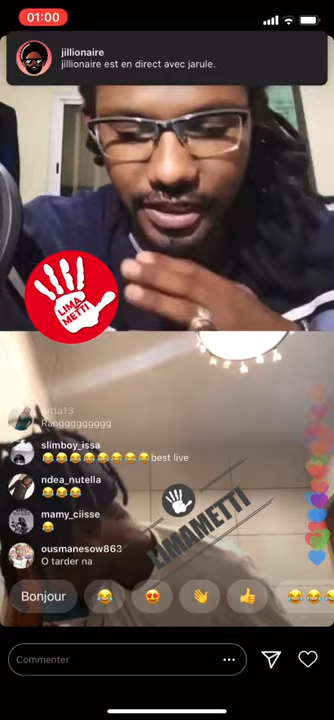 01:00
jillionaire
jillionaire est en direct avec jarule.
LIMA
METTI
Ranggggggggg
slimboy_issa
😂😂😂😂😂😂😂😂😂best live
ndea_nutella
😂😂😂
LIMAMETTI
mamy_ciisse
😂
ousmanesow863
O tarder na
Bonjour
Commenter